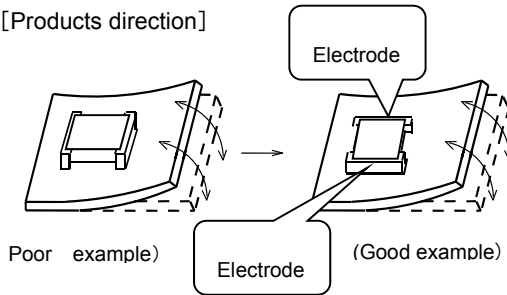 [Products direction]
Electrode
Poor example)
Electrode
(Good example)